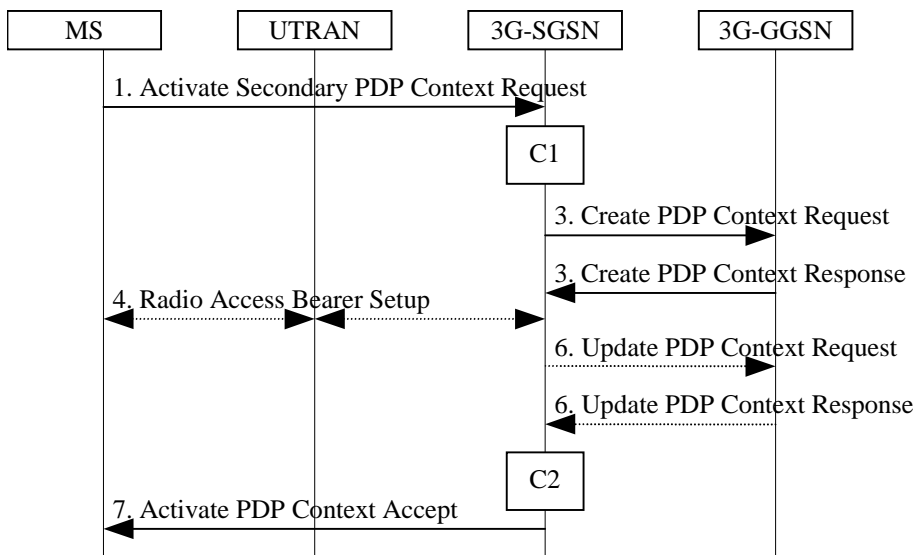 MS
UTRAN
3G-SGSN
3G-GGSN
1. Activate Secondary PDP Context Request
C1
3. Create PDP Context Request
3. Create PDP Context Response
4. Radio Access Bearer Setup
6. Update PDP Context Request
6. Update PDP Context Response
C2
7. Activate PDP Context Accept